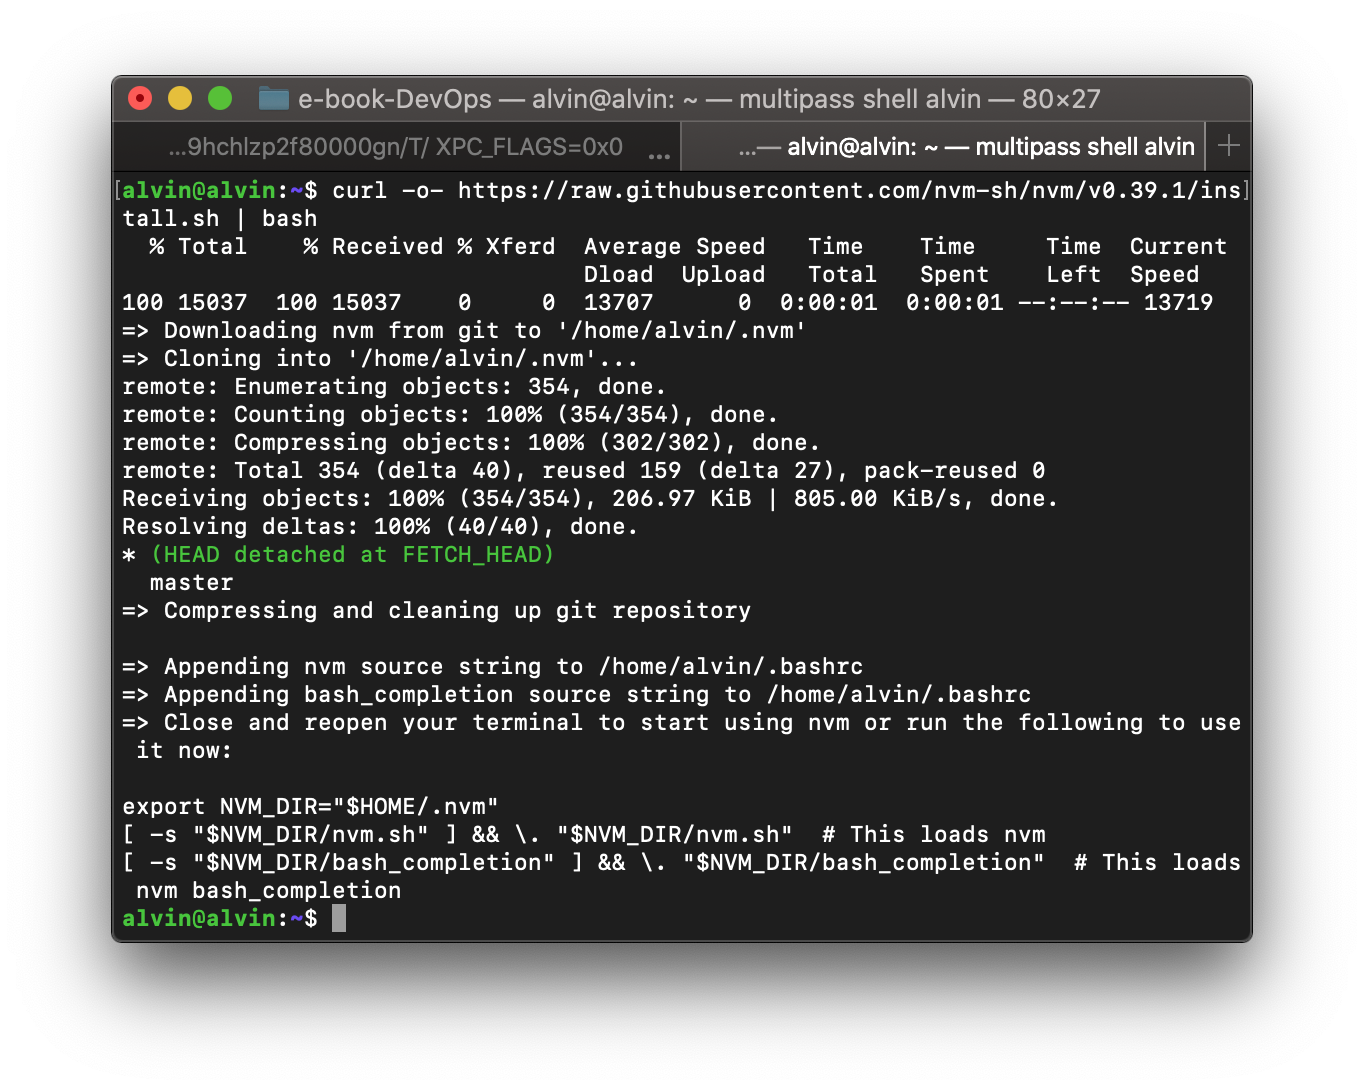 e-book-DevOps — alvin@alvin: ~ — multipass shell alvin — 80×27
...9hchlzp2f80000gn/T/ XPC_FLAGS=0x0 ... ...— alvin@alvin: ~ — multipass shell alvin +
[alvin@alvin:~$ curl -o- https://raw.githubusercontent.com/nvm-sh/nvm/v0.39.1/ins]
tall.sh | bash
  % Total    % Received % Xferd  Average Speed   Time    Time     Time  Current
                                 Dload  Upload   Total   Spent    Left  Speed
100 15037  100 15037    0     0  13707      0  0:00:01  0:00:01 --:--:-- 13719
=> Downloading nvm from git to '/home/alvin/.nvm'
=> Cloning into '/home/alvin/.nvm'...
remote: Enumerating objects: 354, done.
remote: Counting objects: 100% (354/354), done.
remote: Compressing objects: 100% (302/302), done.
remote: Total 354 (delta 40), reused 159 (delta 27), pack-reused 0
Receiving objects: 100% (354/354), 206.97 KiB | 805.00 KiB/s, done.
Resolving deltas: 100% (40/40), done.
* (HEAD detached at FETCH_HEAD)
  master
=> Compressing and cleaning up git repository

=> Appending nvm source string to /home/alvin/.bashrc
=> Appending bash_completion source string to /home/alvin/.bashrc
=> Close and reopen your terminal to start using nvm or run the following to use
 it now:

export NVM_DIR="$HOME/.nvm"
[ -s "$NVM_DIR/nvm.sh" ] && \. "$NVM_DIR/nvm.sh"  # This loads nvm
[ -s "$NVM_DIR/bash_completion" ] && \. "$NVM_DIR/bash_completion"  # This loads
 nvm bash_completion
alvin@alvin:~$